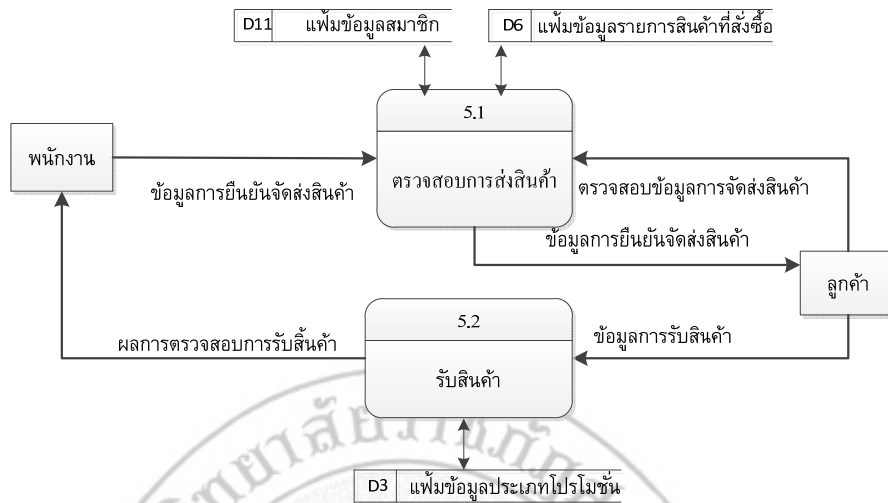 D11 แฟ้มข้อมูลสมาชิก
D6 แฟ้มข้อมูลรายการสินค้าที่สั่งซื้อ
5.1
ตรวจสอบการส่งสินค้า
พนักงาน
ข้อมูลการยืนยันจัดส่งสินค้า
ตรวจสอบข้อมูลการจัดส่งสินค้า
ข้อมูลการยืนยันจัดส่งสินค้า
ลูกค้า
5.2
รับสินค้า
ผลการตรวจสอบการรับสิ้นค้า
ข้อมูลการรับสินค้า
D3 แฟ้มข้อมูลประเภทโปรโมชั่น